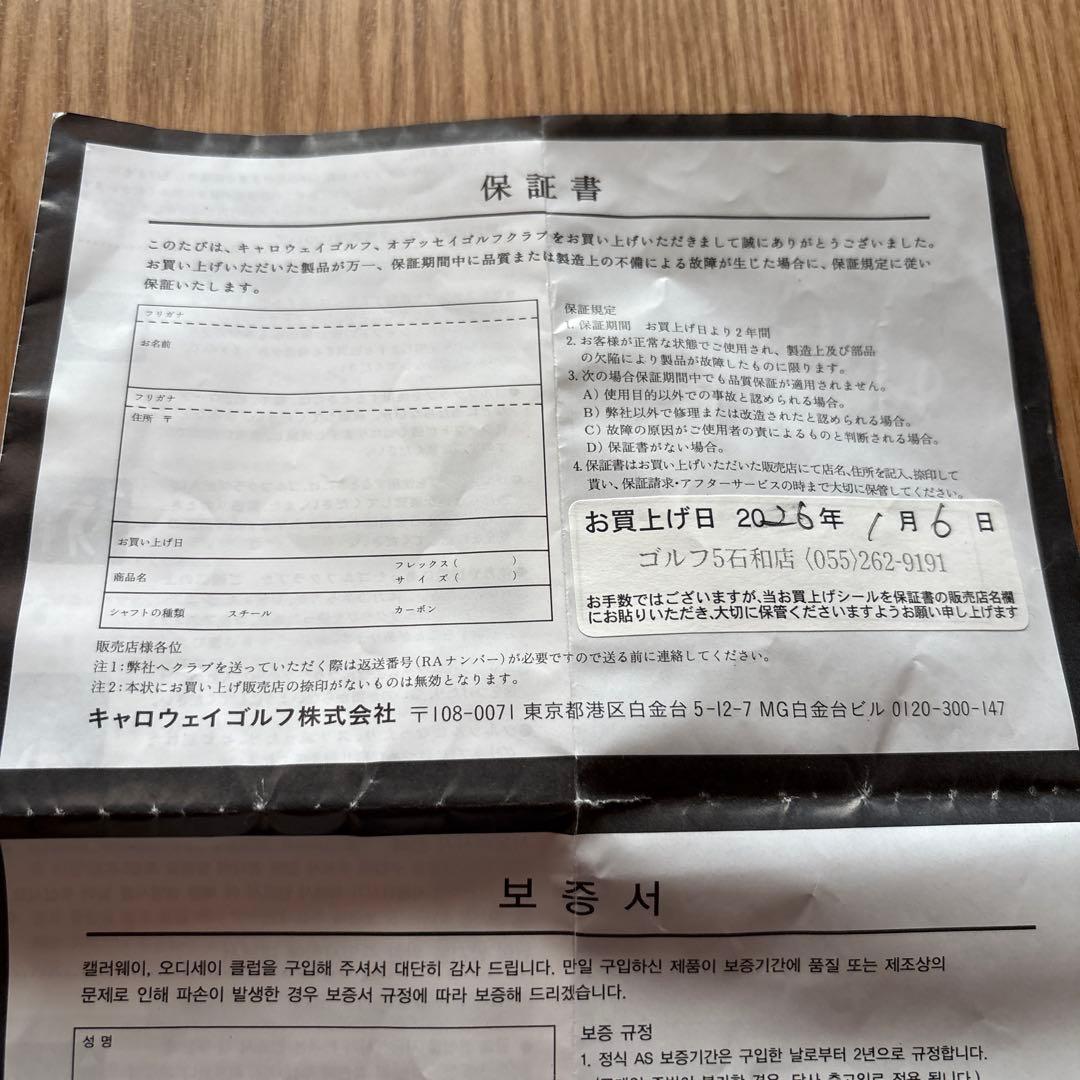 保証書
このたびは、キャロウェイゴルフ、オデッセイゴルフクラブをお買い上げいただきまして誠にありがとうございました。
お買い上げいただいた製品が万一、保証期間中に品質または製造上の不備による故障が生じた場合に、保証規定に従い
保証いたします。
フリガナ
お名前
フリガナ
住所 〒
お買い上げ日
商品名 フレックス( )
サイズ( )
シャフトの種類 スチール カーボン
保証規定
1. 保証期間 お買上げ日より2年間
2. お客様が正常な状態でご使用され、製造上及び部品
の欠陥により製品が故障したものに限ります。
3. 次の場合保証期間中でも品質保証が適用されません。
A) 使用目的以外での事故と認められる場合。
B) 弊社以外で修理または改造されたと認められる場合。
C) 故障の原因がご使用者の責によるものと判断される場合。
D) 保証書がない場合。
4. 保証書はお買い上げいただいた販売店にて店名、住所を記入、捺印して
貰い、保証請求・アフターサービスの時まで大切に保管してください。
お買上げ日 2026年 1月 6日
ゴルフ5石和店 (055)262-9191
お手数ではございますが、当お買上げシールを保証書の販売店名欄
にお貼りいただき、大切に保管くださいますようお願い申し上げます
販売店様各位
注1:弊社へクラブを送っていただく際は返送番号(RAナンバー)が必要ですので送る前に連絡してください。
注2:本状にお買い上げ販売店の捺印がないものは無効となります。
キャロウェイゴルフ株式会社 〒108-0071 東京都港区白金台 5-12-7 MG白金台ビル 0120-300-147
보증서
캘러웨이, 오디세이 클럽을 구입해 주셔서 대단히 감사 드립니다. 만일 구입하신 제품이 보증기간에 품질 또는 제조상의
문제로 인해 파손이 발생한 경우 보증서 규정에 따라 보증해 드리겠습니다.
성명
보증 규정
1. 정식 AS 보증기간은 구입한 날로부터 2년으로 규정합니다.